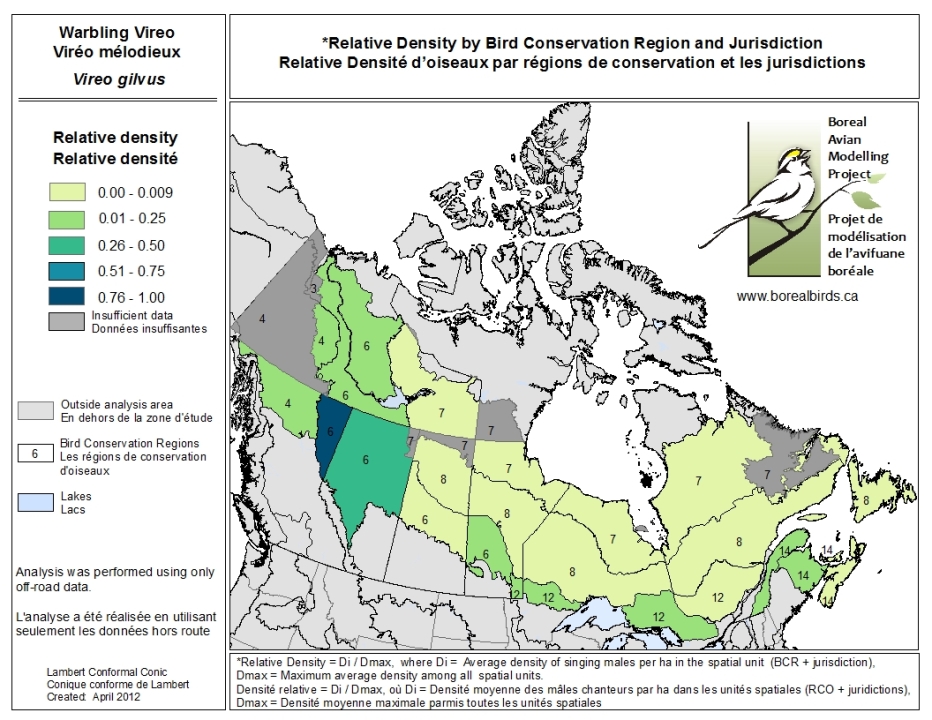 Warbling Vireo
Viréo mélodieux
Vireo gilvus
*Relative Density by Bird Conservation Region and Jurisdiction
Relative Densité d'oiseaux par régions de conservation et les jurisdictions
Relative density
Relative densité
0.00 - 0.009
0.01 - 0.25
0.26 - 0.50
0.51 - 0.75
0.76 - 1.00
Insufficient data
Données insuffisantes
Outside analysis area
En dehors de la zone d'étude
6
Bird Conservation Regions
Les régions de conservation
d'oiseaux
Lakes
Lacs
Analysis was performed using only
off-road data.
L'analyse a été réalisée en utilisant
seulement les données hors route
Lambert Conformal Conic
Conique conforme de Lambert
Created: April 2012
Boreal
Avian
Modelling
Project
Projet de
modélisation
de l'avifuane
boréale
www.borealbirds.ca
3
4
4
6
6
4
7
7
6
6
7
7
7
8
6
8
6
7
8
7
8
7
8
2
12
12
12
14
14
14
*Relative Density = Di / Dmax, where Di = Average density of singing males per ha in the spatial unit (BCR + jurisdiction),
Dmax = Maximum average density among all spatial units.
Densité relative = Di / Dmax, où Di = Densité moyenne des mâles chanteurs par ha dans les unités spatiales (RCO + juridictions),
Dmax = Densité moyenne maximale parmis toutes les unités spatiales